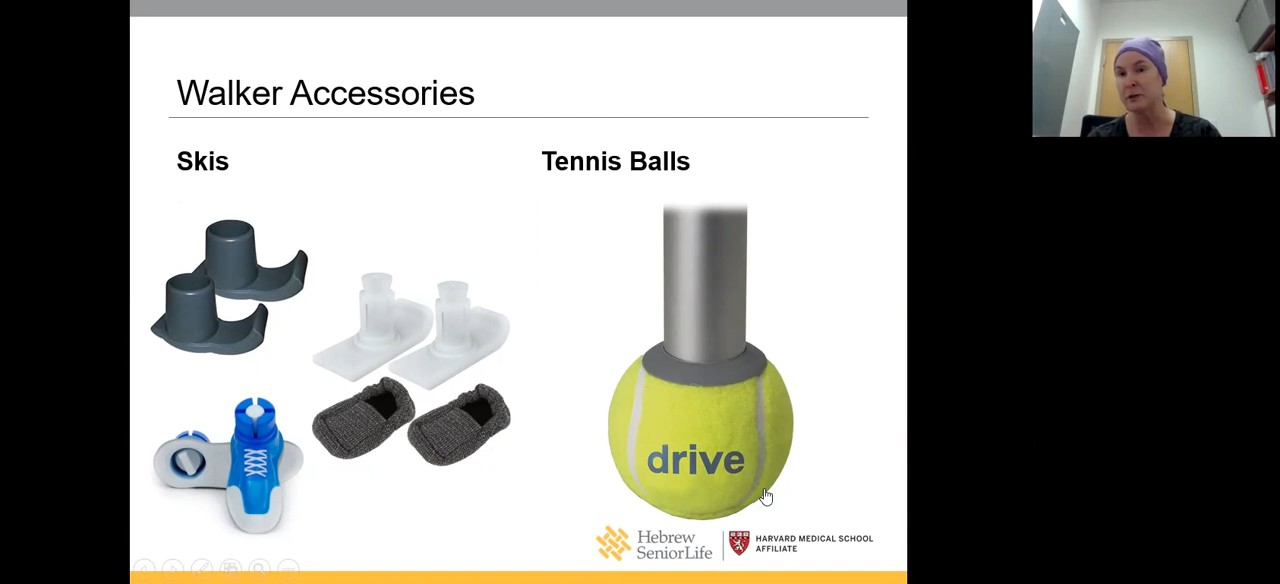 Walker Accessories
Skis
Tennis Balls
drive
Hebrew
SeniorLife
HARVARD MEDICAL SCHOOL
AFFILIATE